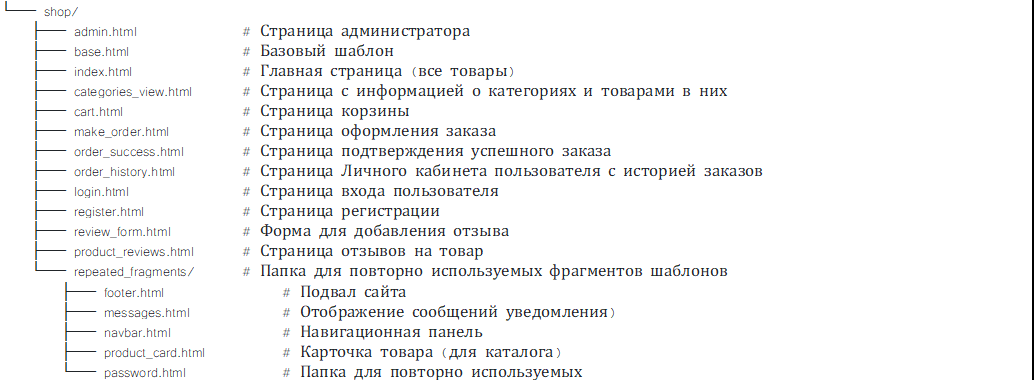 shop/
admin.html # Страница администратора
base.html # Базовый шаблон
index.html # Главная страница (все товары)
categories_view.html # Страница с информацией о категориях и товарами в них
cart.html # Страница корзины
make_order.html # Страница оформления заказа
order_success.html # Страница подтверждения успешного заказа
order_history.html # Страница Личного кабинета пользователя с историей заказов
login.html # Страница входа пользователя
register.html # Страница регистрации
review_form.html # Форма для добавления отзыва
product_reviews.html # Страница отзывов на товар
repeated_fragments/ # Папка для повторно используемых фрагментов шаблонов
footer.html # Подвал сайта
messages.html # Отображение сообщений уведомления)
navbar.html # Навигационная панель
product_card.html # Карточка товара (для каталога)
password.html # Папка для повторно используемых